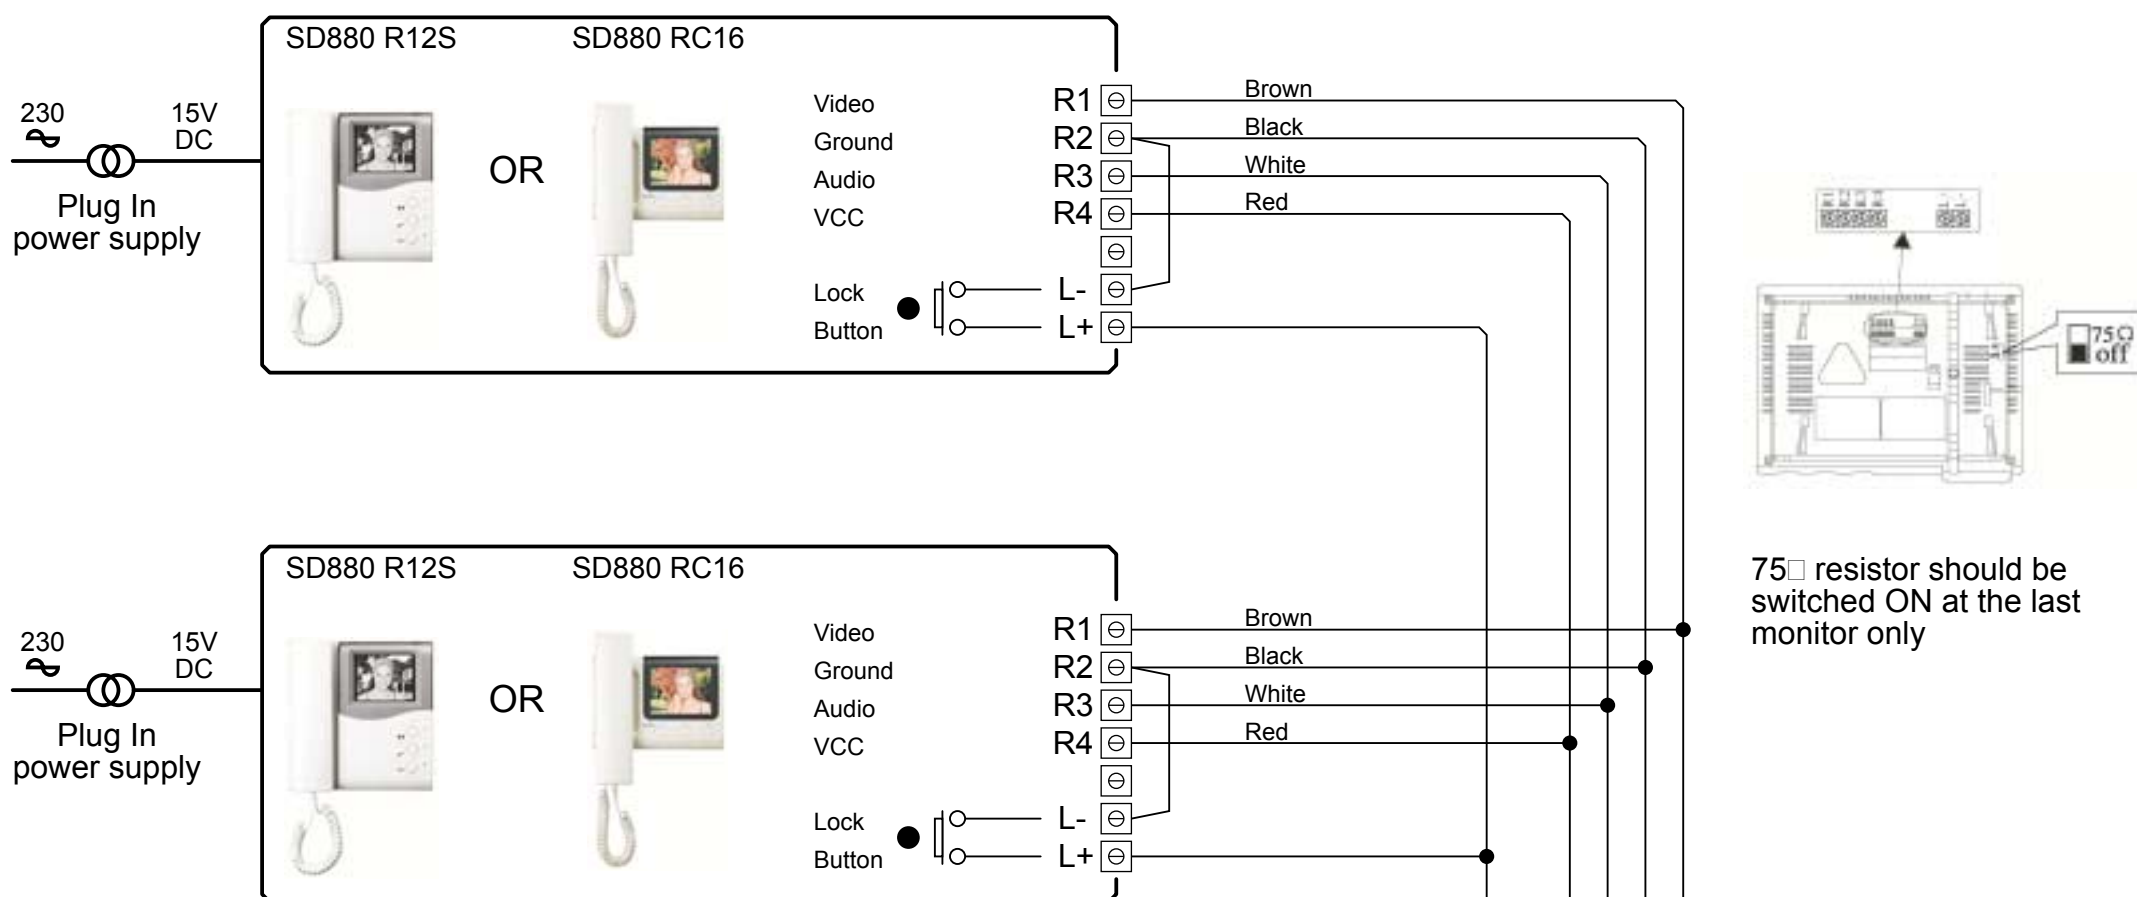 SD880 R12S
SD880 RC16
230
15V
DC
Plug In
power supply
OR
Video
Ground
Audio
VCC
Lock
Button
R1
R2
R3
R4
L-
L+
Brown
Black
White
Red
75Ω
off
75□ resistor should be
switched ON at the last
monitor only
SD880 R12S
SD880 RC16
230
15V
DC
Plug In
power supply
OR
Video
Ground
Audio
VCC
Lock
Button
R1
R2
R3
R4
L-
L+
Brown
Black
White
Red